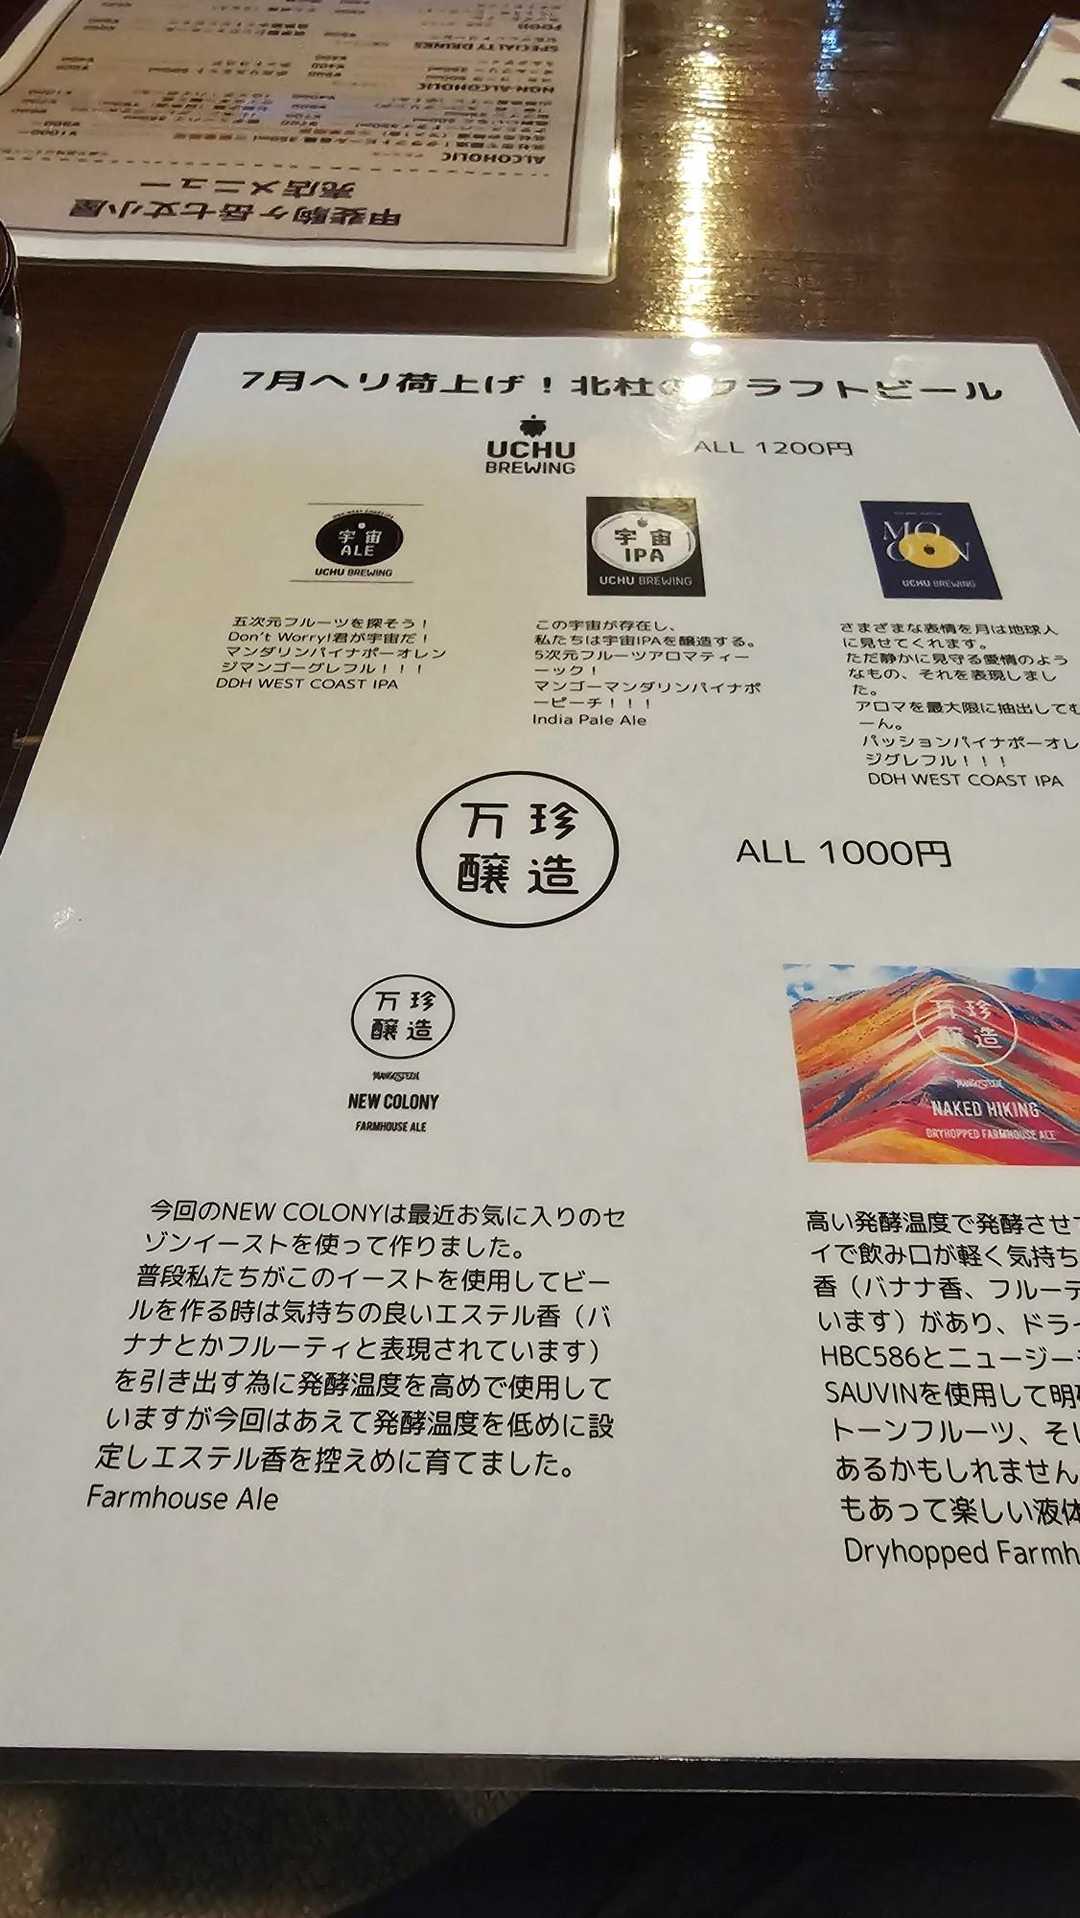 甲斐駒ヶ岳七丈小屋
売店メニュー
ALCOHOLIC
NON-ALCOHOLIC
SPECIALTY DRINKS
FOOD
7月ヘリ荷上げ！北杜のクラフトビール
UCHU
BREWING
ALL 1200円
宇宙
ALE
UCHU BREWING
宇宙
IPA
UCHU BREWING
MO
ON
UCHU BREWING
五次元フルーツを探そう！
Don't Worry!君が宇宙だ！
マンダリンパイナポーオレン
ジマンゴーグレフル！！！
DDH WEST COAST IPA
この宇宙が存在し、
私たちは宇宙IPAを醸造する。
5次元フルーツアロマティー
ーック！
マンゴーマンダリンパイナポ
ーピーチ！！！
India Pale Ale
さまざまな表情を月は地球人
に見せてくれます。
ただ静かに見守る愛情のよう
なもの、それを表現しまし
た。
アロマを最大限に抽出してむ
ーん。
パッションパイナポーオレ
ジグレフル！！！
DDH WEST COAST IPA
万珍
醸造
ALL 1000円
万珍
醸造
MANGOSTEEN
NEW COLONY
FARMHOUSE ALE
万珍
醸造
MANGOSTEEN
NAKED HIKING
DRYHOPPED FARMHOUSE ALE
今回のNEW COLONYは最近お気に入りのセ
ゾンイーストを使って作りました。
普段私たちがこのイーストを使用してビー
ルを作る時は気持ちの良いエステル香（バ
ナナとかフルーティと表現されています）
を引き出す為に発酵温度を高めで使用して
いますが今回はあえて発酵温度を低めに設
定しエステル香を控えめに育てました。
Farmhouse Ale
高い発酵温度で発酵させ
イで飲み口が軽く気持ち
香（バナナ香、フルーテ
います）があり、ドライ
HBC586とニュージー
SAUVINを使用して明
トーンフルーツ、そ
あるかもしれません
もあって楽しい液体
Dryhopped Farmh